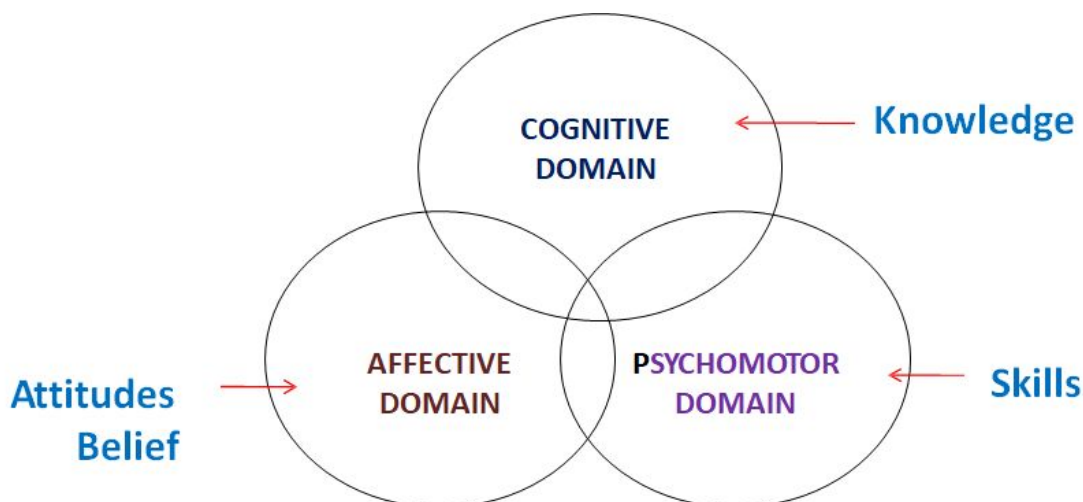 COGNITIVE
DOMAIN
Knowledge
AFFECTIVE
DOMAIN
PSYCHOMOTOR
DOMAIN
Attitudes
Belief
Skills